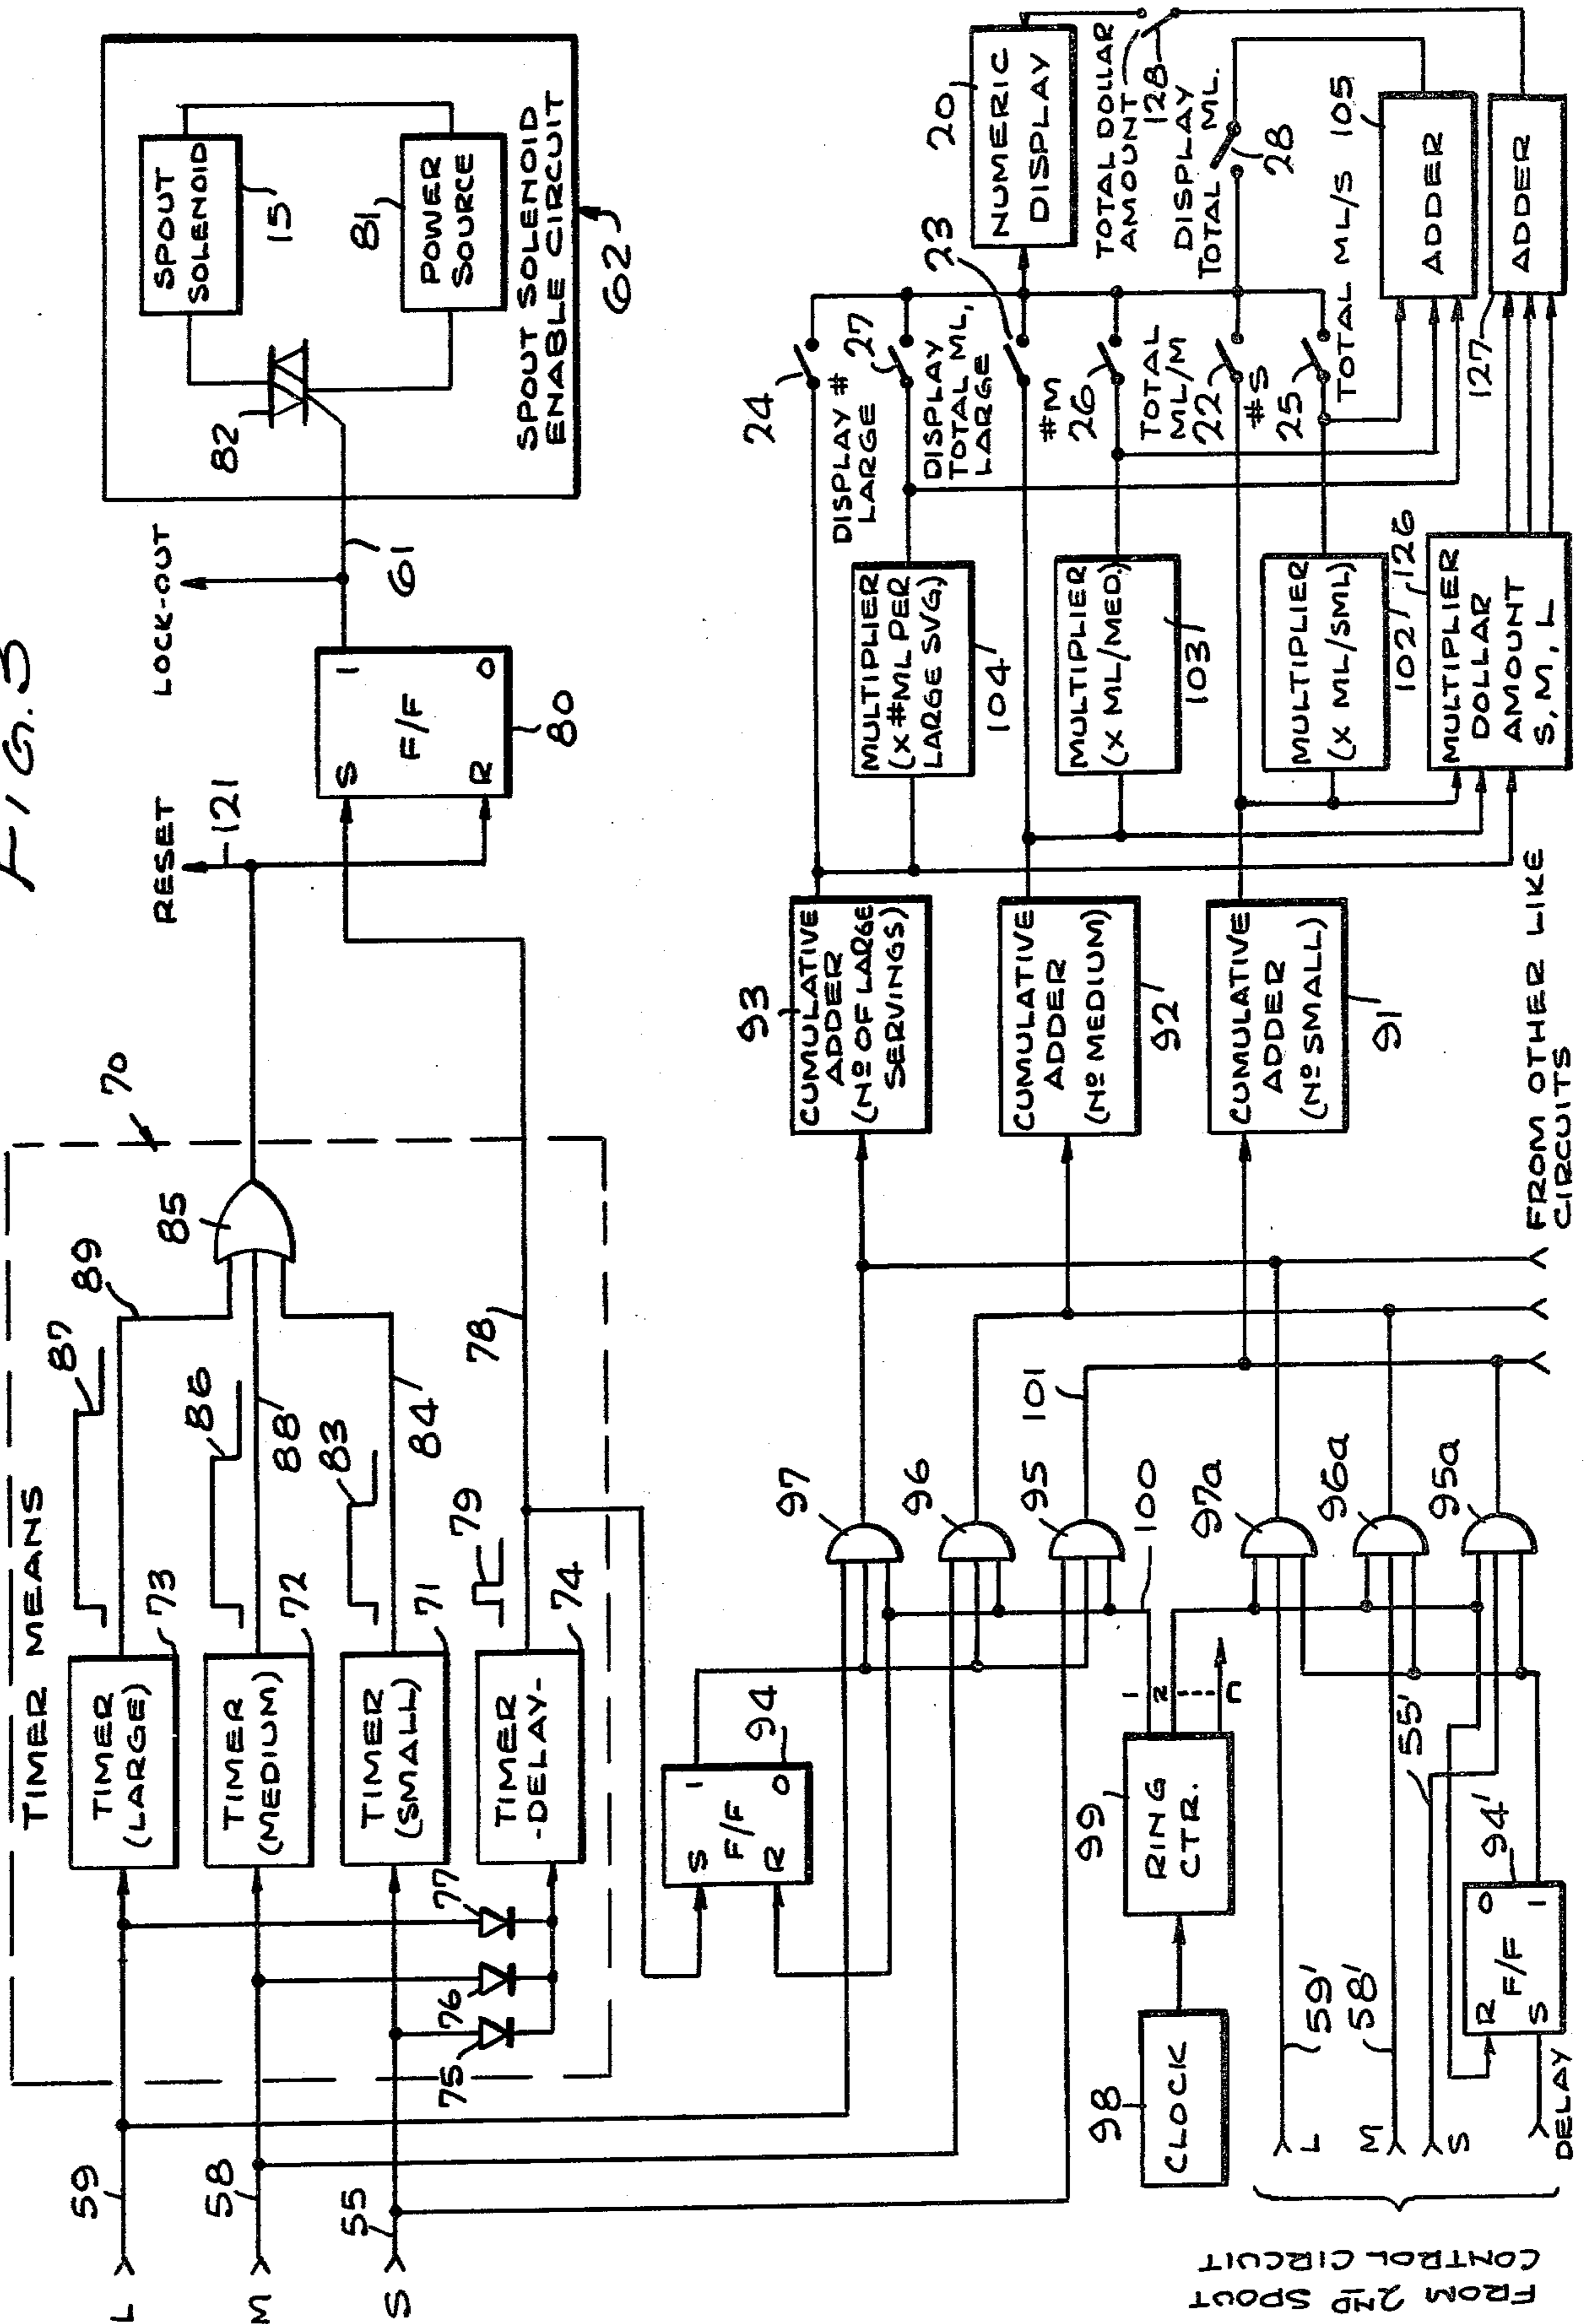 FIG. 3
TIMER MEANS
70
L
59
M
58
S
55
TIMER
(LARGE)
73
TIMER
(MEDIUM)
72
TIMER
(SMALL)
71
TIMER
-DELAY-
74
75
76
77
87
89
86
88
83
84
79
78
85
RESET
121
LOCK-OUT
61
S
F/F
R
1
0
80
SPOUT
SOLENOID
15
81
POWER
SOURCE
82
SPOUT SOLENOID
ENABLE CIRCUIT
62
S
F/F
R
1
0
94
97
96
95
101
100
98
CLOCK
99
RING
CTR.
1
2
n
97a
96a
95a
FROM 2ND SPOUT
CONTROL CIRCUIT
L
59'
M
58'
S
55'
DELAY
R
F/F
S
0
1
94'
FROM OTHER LIKE
CIRCUITS
93
CUMULATIVE
ADDER
(Nº OF LARGE
SERVINGS)
CUMULATIVE
ADDER
(Nº MEDIUM)
92
CUMULATIVE
ADDER
(Nº SMALL)
91
MULTIPLIER
(X #ML PER
LARGE SVG.)
104
MULTIPLIER
(X ML/MED.)
103
MULTIPLIER
(X ML/SML)
102
126
MULTIPLIER
DOLLAR
AMOUNT
S, M, L
24
DISPLAY #
LARGE
27
DISPLAY
TOTAL ML,
LARGE
23
#M
26
TOTAL
ML/M
22
#S
25
TOTAL ML/S
20
NUMERIC
DISPLAY
TOTAL DOLLAR
AMOUNT
128
DISPLAY
TOTAL ML.
28
105
ADDER
127
ADDER